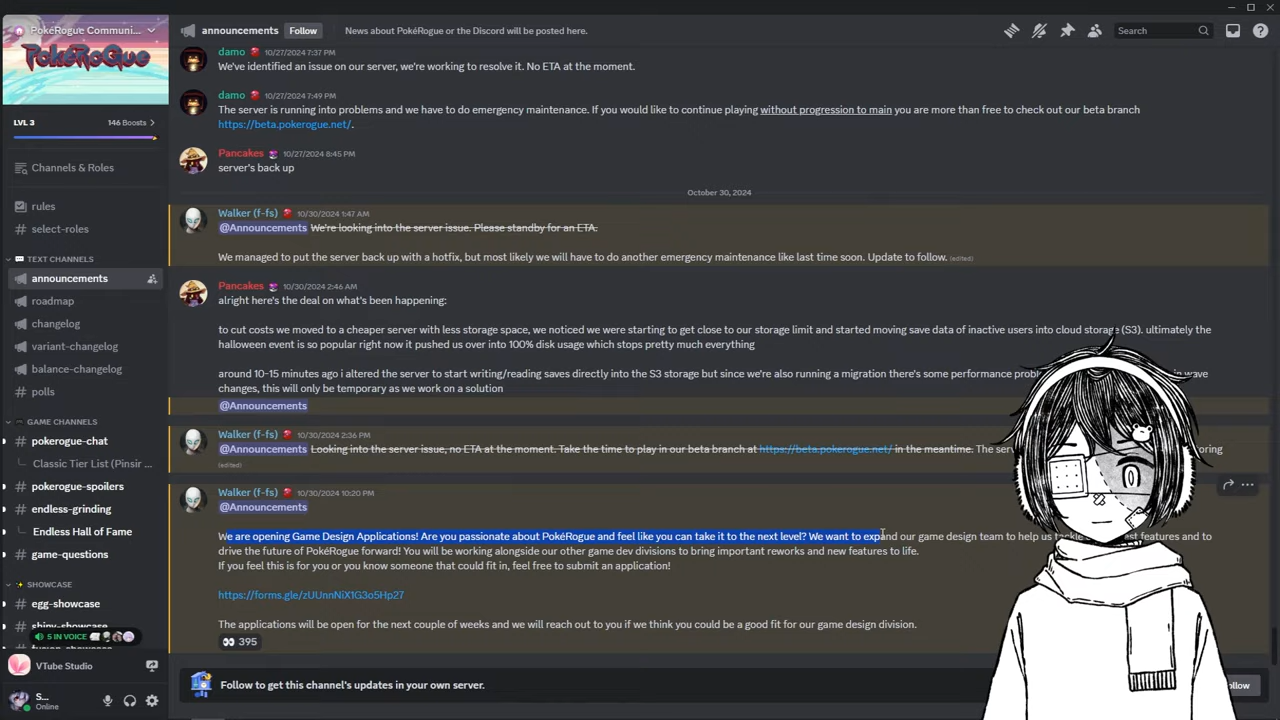 PokéRogue Communi...
announcements
Follow
News about PokéRogue or the Discord will be posted here.
Search
PokéRogue
LVL 3
146 Boosts
Channels & Roles
rules
select-roles
TEXT CHANNELS
announcements
roadmap
changelog
variant-changelog
balance-changelog
polls
GAME CHANNELS
pokerogue-chat
Classic Tier List (Pinsir ...
pokerogue-spoilers
endless-grinding
Endless Hall of Fame
game-questions
SHOWCASE
egg-showcase
shiny-showcase
5 IN VOICE
VTube Studio
S...
Online
damo 10/27/2024 7:37 PM
We've identified an issue on our server, we're working to resolve it. No ETA at the moment.
damo 10/27/2024 7:49 PM
The server is running into problems and we have to do emergency maintenance. If you would like to continue playing without progression to main you are more than free to check out our beta branch
https://beta.pokerogue.net/.
Pancakes 10/27/2024 8:45 PM
server's back up
October 30, 2024
Walker (f-fs) 10/30/2024 1:47 AM
@Announcements We're looking into the server issue. Please standby for an ETA.
We managed to put the server back up with a hotfix, but most likely we will have to do another emergency maintenance like last time soon. Update to follow. (edited)
Pancakes 10/30/2024 2:46 AM
alright here's the deal on what's been happening:
to cut costs we moved to a cheaper server with less storage space, we noticed we were starting to get close to our storage limit and started moving save data of inactive users into cloud storage (S3). ultimately the
halloween event is so popular right now it pushed us over into 100% disk usage which stops pretty much everything
around 10-15 minutes ago i altered the server to start writing/reading saves directly into the S3 storage but since we're also running a migration there's some performance in wave
changes, this will only be temporary as we work on a solution
@Announcements
Walker (f-fs) 10/30/2024 2:36 PM
@Announcements Looking into the server issue, no ETA at the moment. Take the time to play in our beta branch at https://beta.pokerogue.net/ in the meantime. The
(edited)
Walker (f-fs) 10/30/2024 10:20 PM
@Announcements
We are opening Game Design Applications! Are you passionate about PokéRogue and feel like you can take it to the next level? We want to expand our game design team to help us tackle features and to
drive the future of PokéRogue forward! You will be working alongside our other game dev divisions to bring important reworks and new features to life.
If you feel this is for you or you know someone that could fit in, feel free to submit an application!
https://forms.gle/zUUnnNiX1G3o5Hp27
The applications will be open for the next couple of weeks and we will reach out to you if we think you could be a good fit for our game design division.
395
Follow to get this channel's updates in your own server.